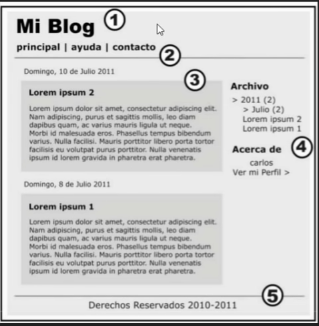 Mi Blog 1
principal | ayuda | contacto 2
Domingo, 10 de Julio 2011
3
Lorem ipsum 2
Lorem ipsum dolor sit amet, consectetur adipiscing elit.
Nam adipiscing, purus et sagittis mollis, leo diam
dapibus quam, ac varius mauris ligula ut neque.
Morbi id malesuada eros. Phasellus tempus bibendum
varius. Nulla facilisi. Mauris porttitor libero porta tortor
facilisis eu volutpat purus porttitor. Nulla venenatis
ipsum id lorem gravida in pharetra erat pharetra.
Domingo, 8 de Julio 2011
Lorem ipsum 1
Lorem ipsum dolor sit amet, consectetur adipiscing elit.
Nam adipiscing, purus et sagittis mollis, leo diam
dapibus quam, ac varius mauris ligula ut neque.
Morbi id malesuada eros. Phasellus tempus bibendum
varius. Nulla facilisi. Mauris porttitor libero porta tortor
facilisis eu volutpat purus porttitor. Nulla venenatis
ipsum id lorem gravida in pharetra erat pharetra.
Archivo
> 2011 (2)
> Julio (2)
Lorem ipsum 2
Lorem ipsum 1
Acerca de 4
carlos
Ver mi Perfil >
5
Derechos Reservados 2010-2011